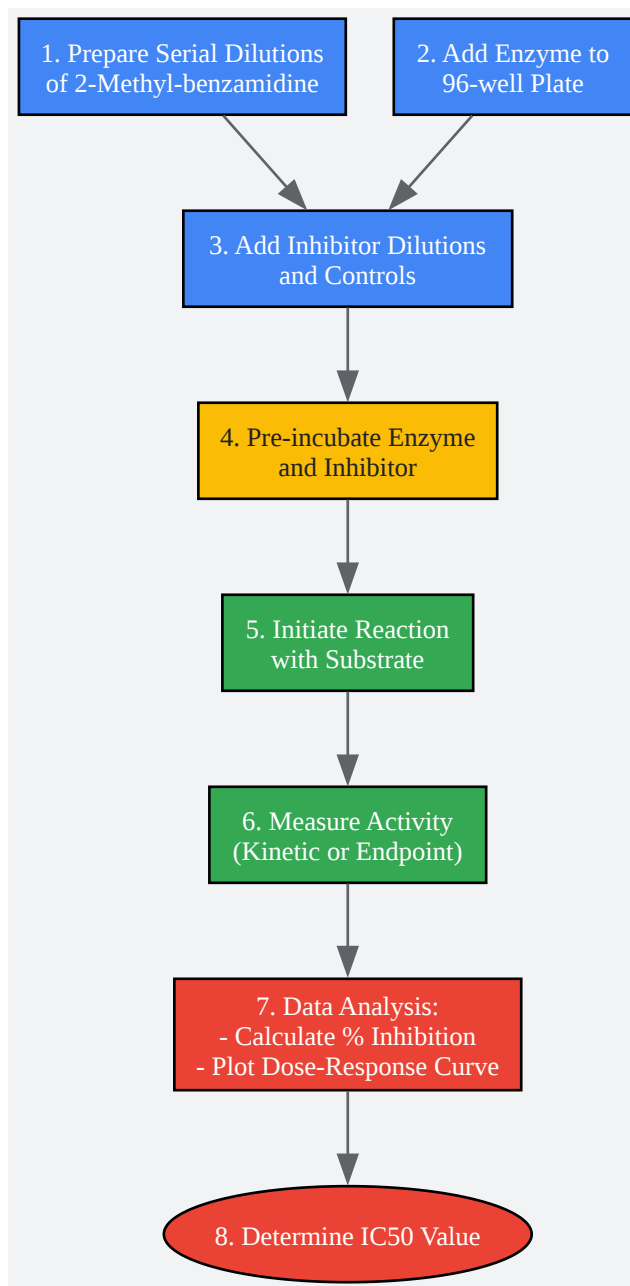 1. Prepare Serial Dilutions
of 2-Methyl-benzamidine
2. Add Enzyme to
96-well Plate
3. Add Inhibitor Dilutions
and Controls
4. Pre-incubate Enzyme
and Inhibitor
5. Initiate Reaction
with Substrate
6. Measure Activity
(Kinetic or Endpoint)
7. Data Analysis:
- Calculate % Inhibition
- Plot Dose-Response Curve
8. Determine IC50 Value